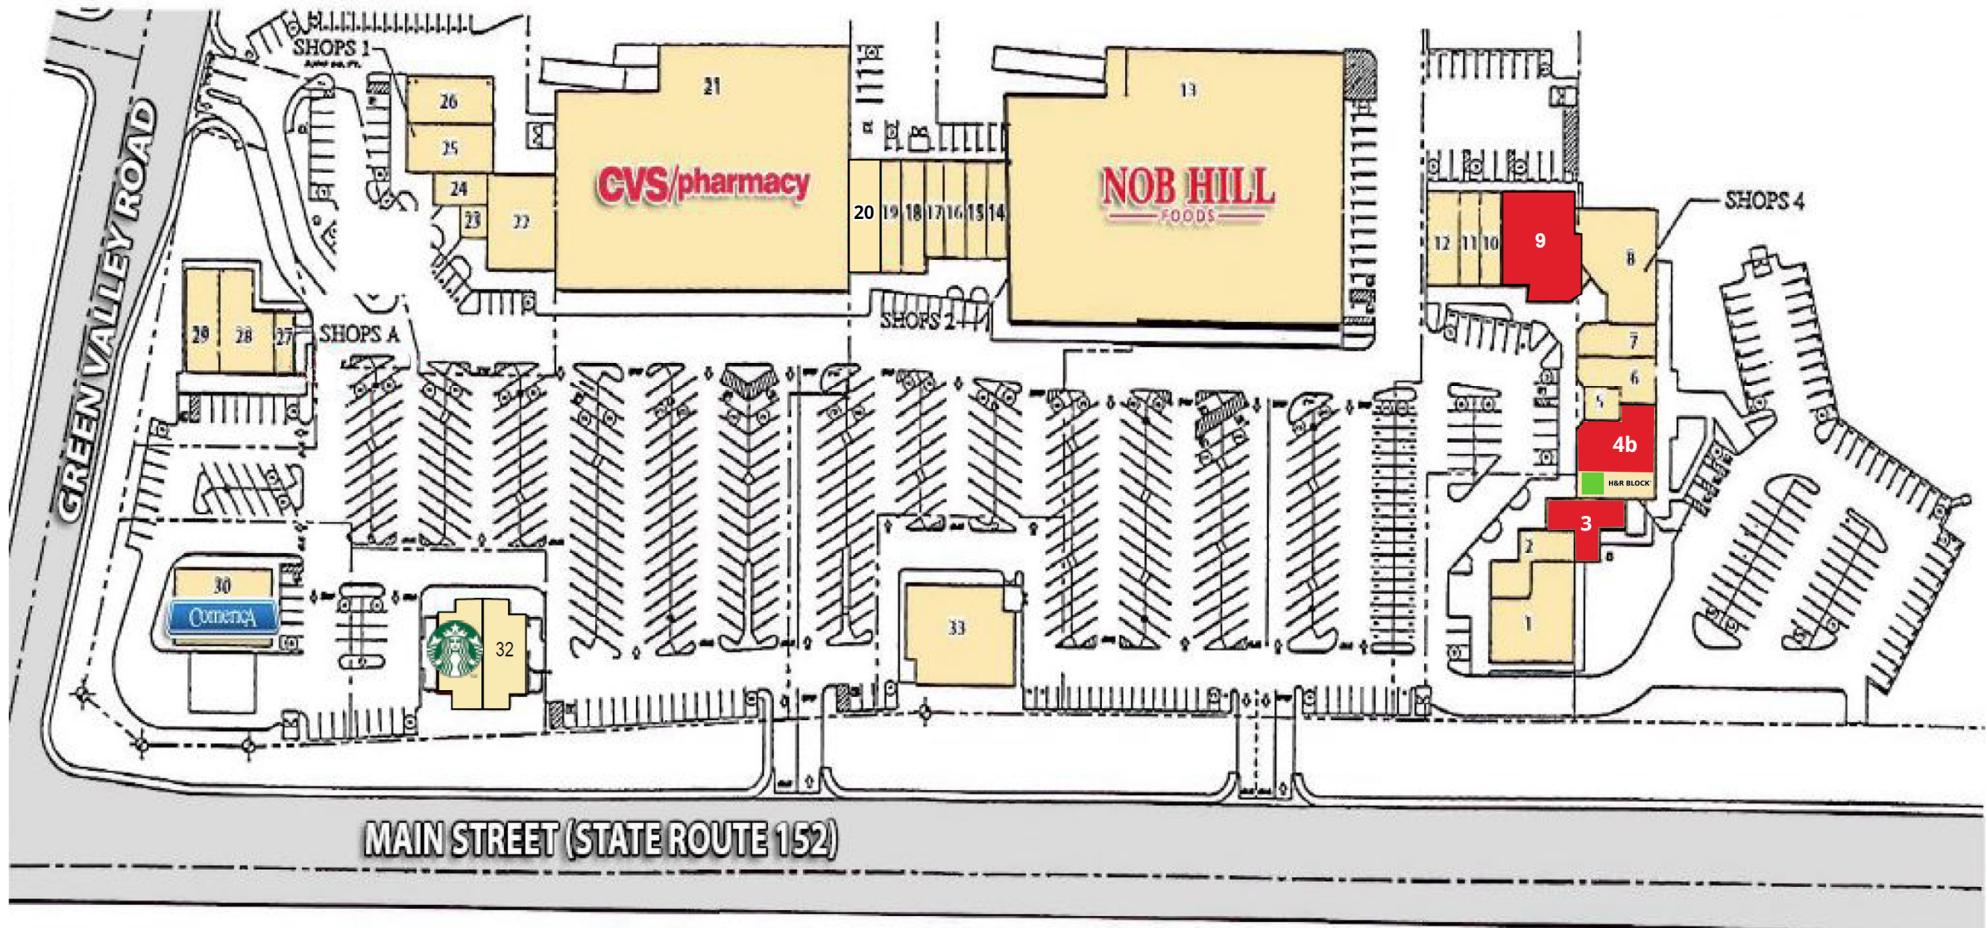 SHOPS 1
26
25
24
23
22
21
CVS/pharmacy
20
19
18
17
16
15
14
13
NOB HILL
FOODS
SHOPS 2
12
11
10
9
8
SHOPS 4
7
6
5
4b
H&R BLOCK
3
2
1
GREEN VALLEY ROAD
29
28
27
SHOPS A
30
Comerica
32
33
MAIN STREET (STATE ROUTE 152)